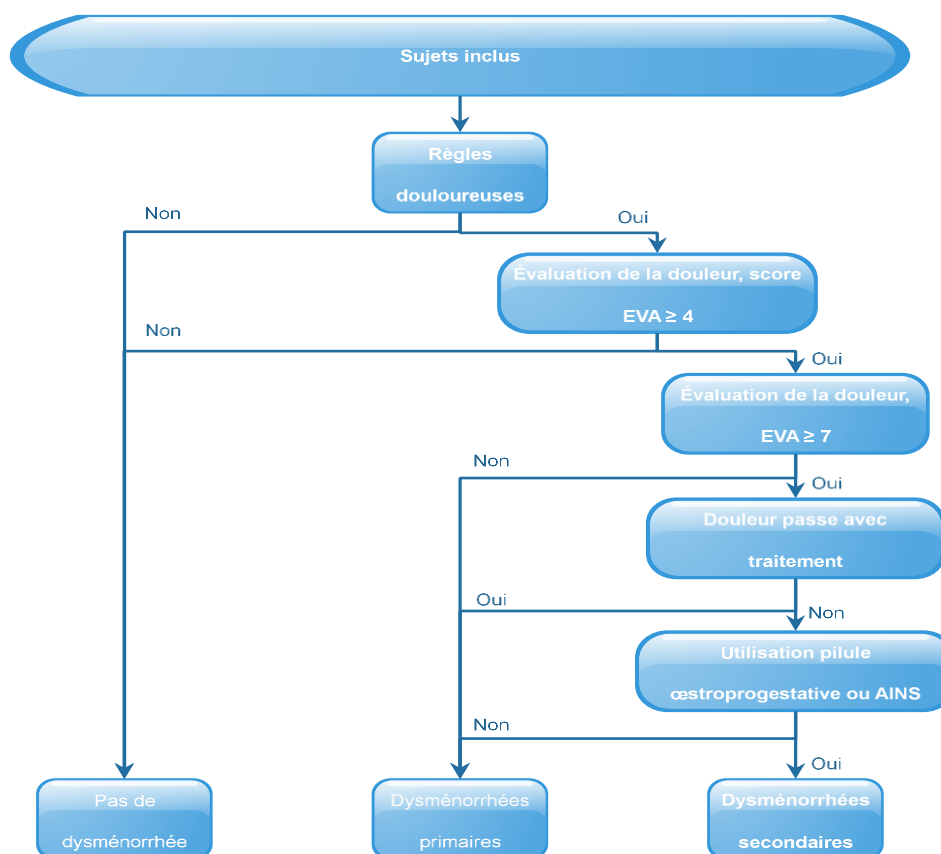 Sujets inclus
Règles
douloureuses
Non
Oui
Évaluation de la douleur, score
EVA ≥ 4
Non
Oui
Évaluation de la douleur,
EVA ≥ 7
Non
Oui
Douleur passe avec
traitement
Oui
Non
Utilisation pilule
œstroprogestative ou AINS
Non
Oui
Pas de
dysménorrhée
Dysménorrhées
primaires
Dysménorrhées
secondaires